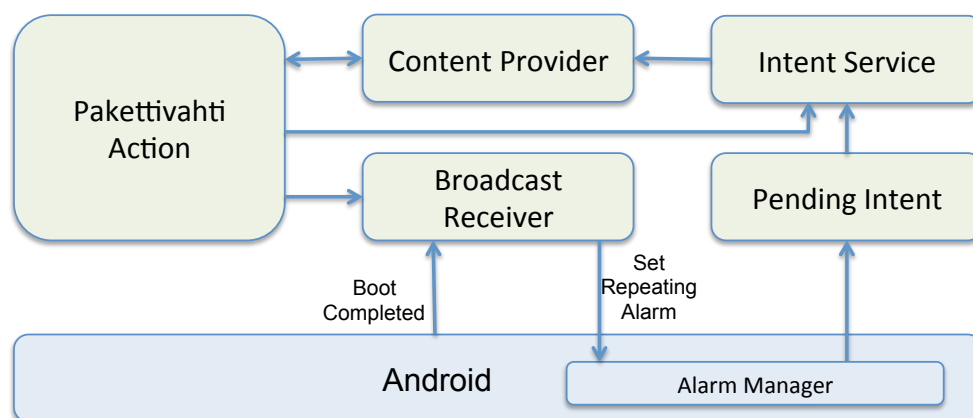 Pakettivahti
Action
Content Provider
Intent Service
Broadcast
Receiver
Pending Intent
Boot
Completed
Set
Repeating
Alarm
Android
Alarm Manager